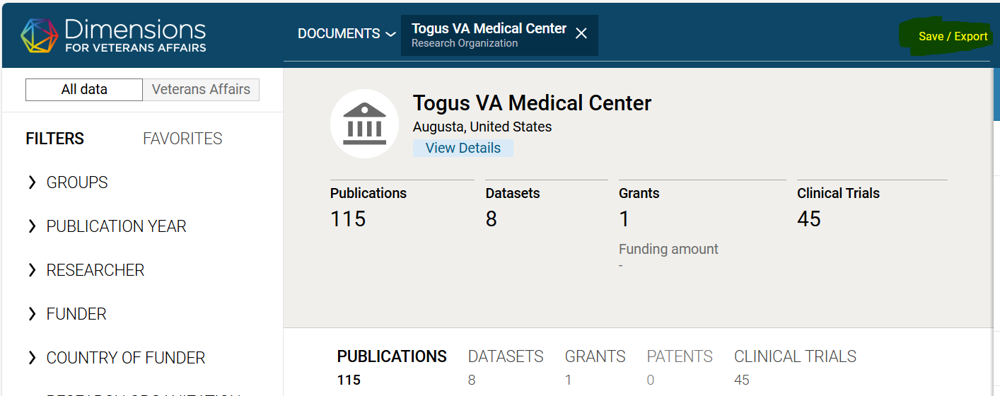 Dimensions
FOR VETERANS AFFAIRS
DOCUMENTS
Togus VA Medical Center
Research Organization
Save / Export
All data
Veterans Affairs
FILTERS
FAVORITES
GROUPS
PUBLICATION YEAR
RESEARCHER
FUNDER
COUNTRY OF FUNDER
Togus VA Medical Center
Augusta, United States
View Details
Publications
115
Datasets
8
Grants
1
Funding amount
-
Clinical Trials
45
PUBLICATIONS
115
DATASETS
8
GRANTS
1
PATENTS
0
CLINICAL TRIALS
45